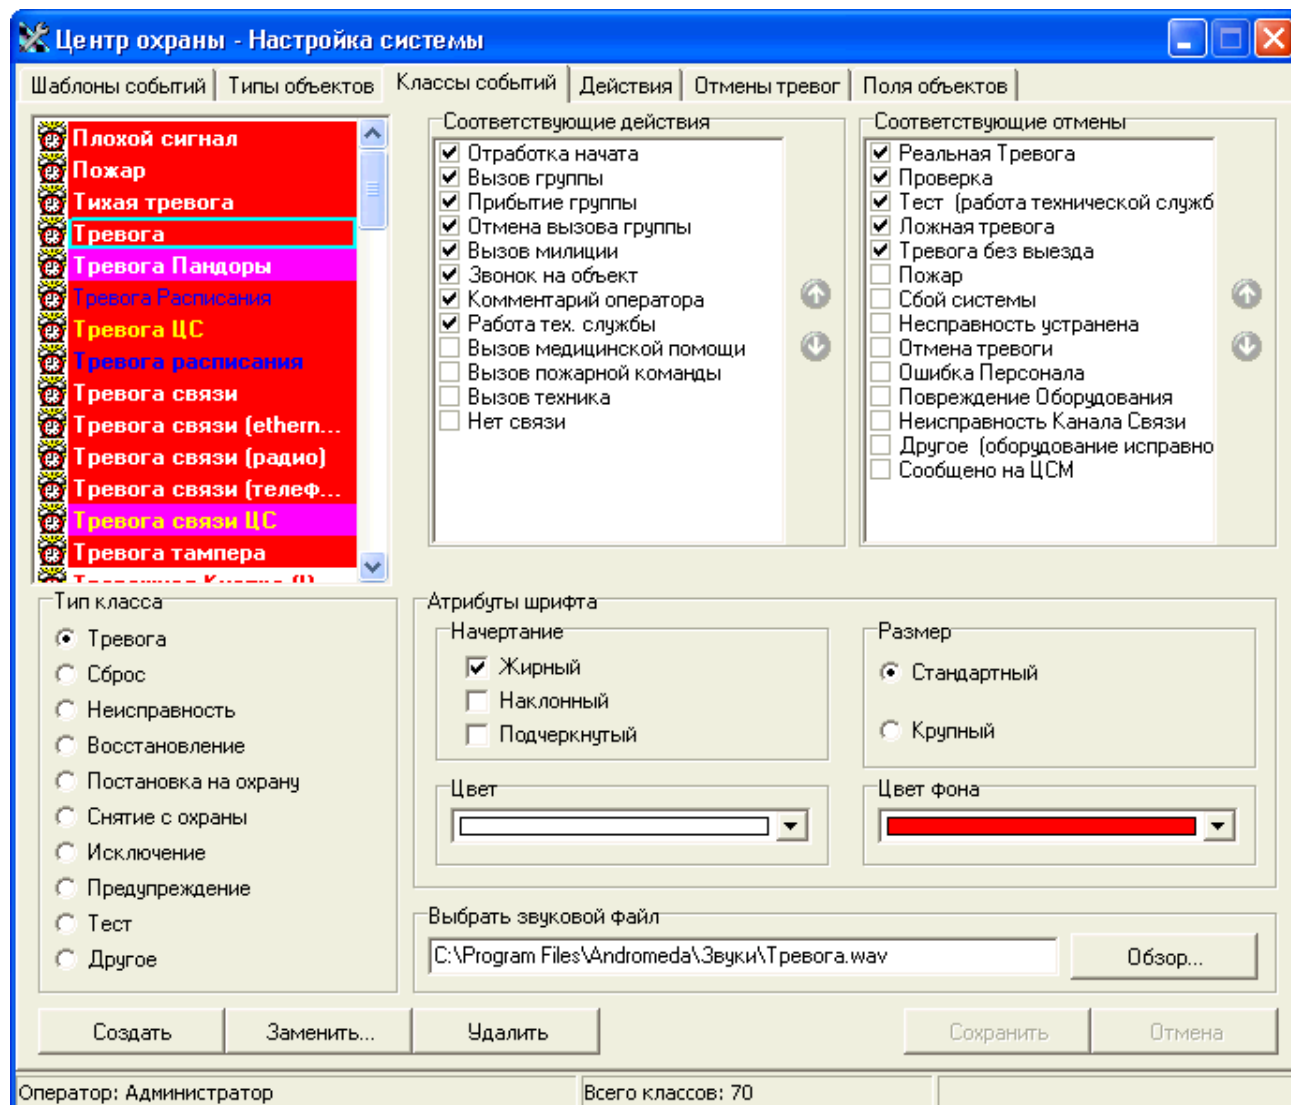 Центр охраны - Настройка системы
Шаблоны событий Типы объектов Классы событий Действия Отмены тревог Поля объектов
Плохой сигнал
Пожар
Тихая тревога
Тревога
Тревога Пандоры
Тревога Расписания
Тревога ЦС
Тревога расписания
Тревога связи
Тревога связи (ethern...
Тревога связи (радио)
Тревога связи (телеф...
Тревога связи ЦС
Тревога тампера
Соответствующие действия
Отработка начата
Вызов группы
Прибытие группы
Отмена вызова группы
Вызов милиции
Звонок на объект
Комментарий оператора
Работа тех. службы
Вызов медицинской помощи
Вызов пожарной команды
Вызов техника
Нет связи
Соответствующие отмены
Реальная Тревога
Проверка
Тест (работа технической служб
Ложная тревога
Тревога без выезда
Пожар
Сбой системы
Несправность устранена
Отмена тревоги
Ошибка Персонала
Повреждение Оборудования
Неисправность Канала Связи
Другое (оборудование исправно
Сообщено на ЦСМ
Тип класса
Тревога
Сброс
Неисправность
Восстановление
Постановка на охрану
Снятие с охраны
Исключение
Предупреждение
Тест
Другое
Атрибуты шрифта
Начертание
Жирный
Наклонный
Подчеркнутый
Размер
Стандартный
Крупный
Цвет
Цвет фона
Выбрать звуковой файл
C:\Program Files\Andromeda\Звуки\Тревога.wav
Обзор...
Создать Заменить... Удалить Сохранить Отмена
Оператор: Администратор Всего классов: 70